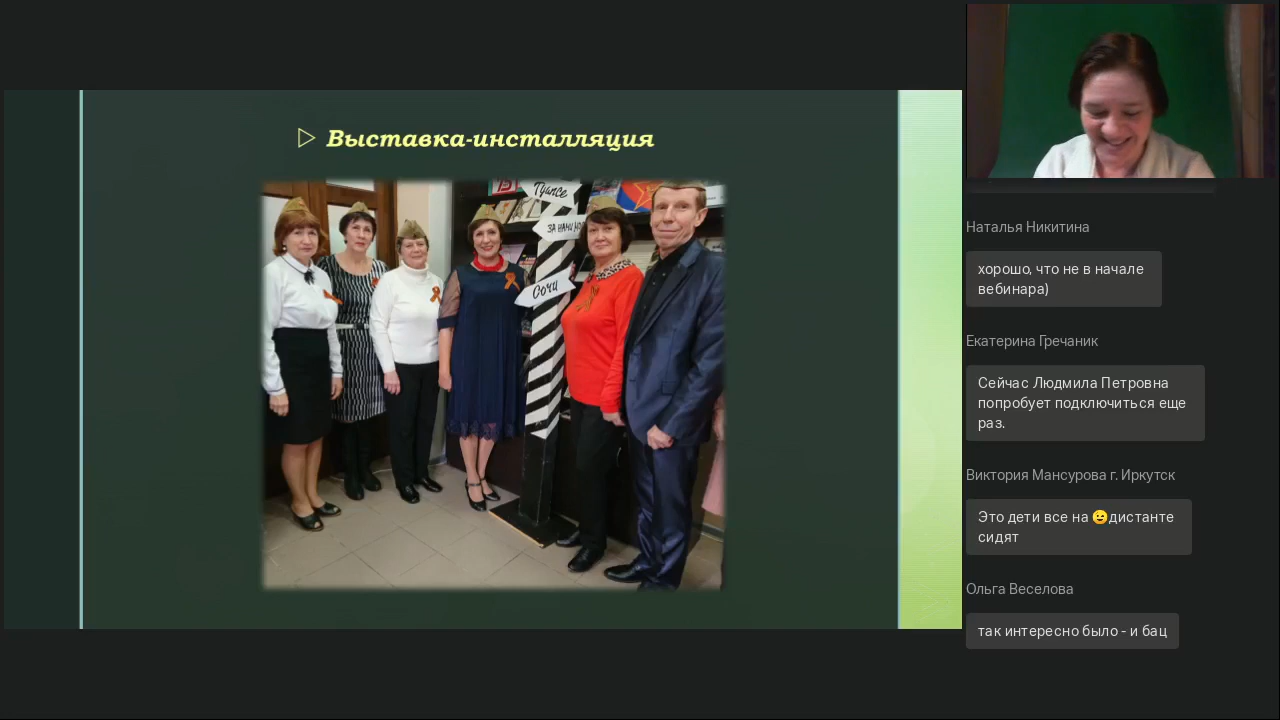 Выставка-инсталляция
Туапсе
СОЧИ
Наталья Никитина
хорошо, что не в начале
вебинара)
Екатерина Гречаник
Сейчас Людмила Петровна
попробует подключиться еще
раз.
Виктория Мансурова г. Иркутск
Это дети все на 😉дистанте
сидят
Ольга Веселова
так интересно было - и бац